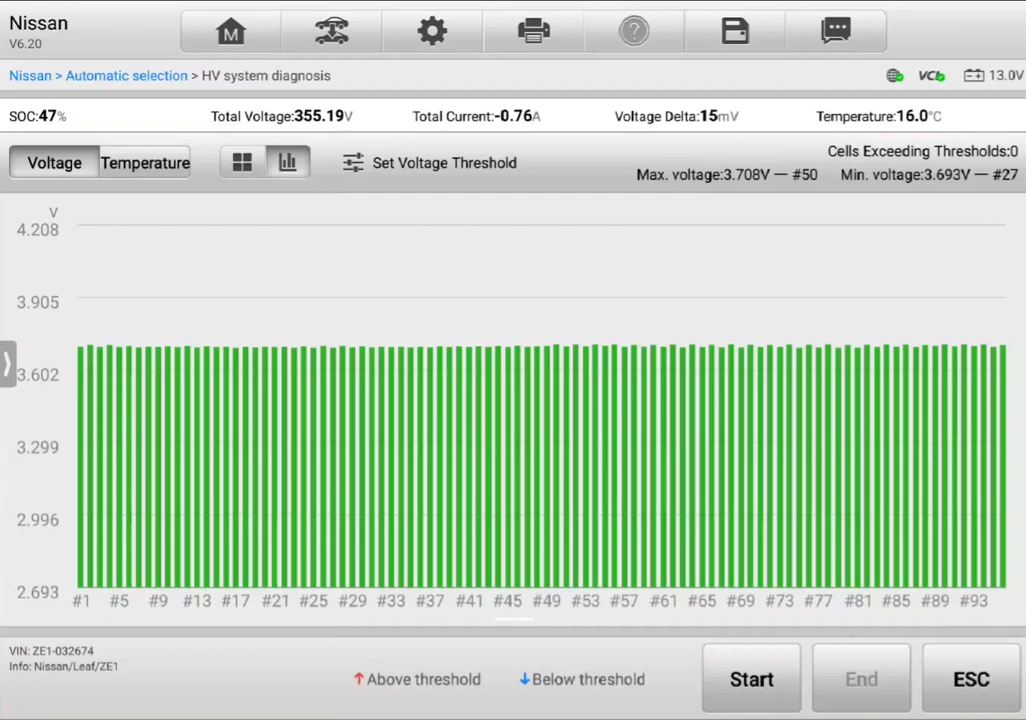 Nissan
V6.20
M
?
Nissan > Automatic selection > HV system diagnosis
VCI
13.0V
SOC:47%
Total Voltage:355.19V
Total Current:-0.76A
Voltage Delta:15mV
Temperature:16.0°C
Voltage
Temperature
Set Voltage Threshold
Cells Exceeding Thresholds:0
Max. voltage:3.708V — #50
Min. voltage:3.693V — #27
V
4.208
3.905
3.602
3.299
2.996
2.693
#1 #5 #9 #13 #17 #21 #25 #29 #33 #37 #41 #45 #49 #53 #57 #61 #65 #69 #73 #77 #81 #85 #89 #93
VIN: ZE1-032674
Info: Nissan/Leaf/ZE1
↑Above threshold
↓Below threshold
Start
End
ESC